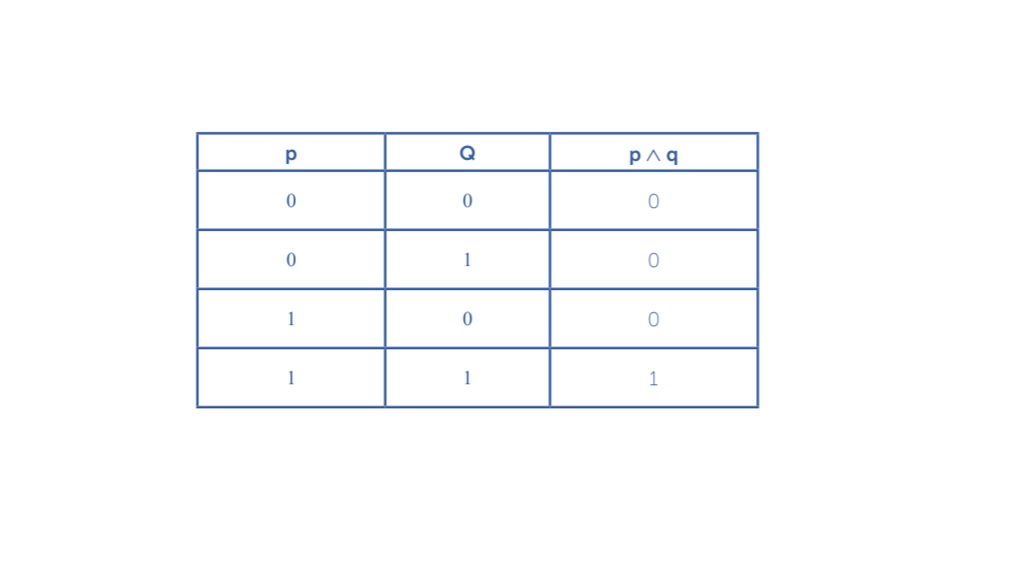 p Q p ∧ q
0 0 0
0 1 0
1 0 0
1 1 1